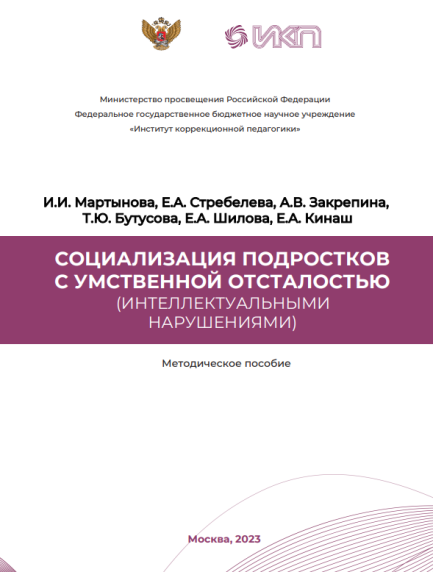 ИКП
Министерство просвещения Российской Федерации
Федеральное государственное бюджетное научное учреждение
«Институт коррекционной педагогики»
И.И. Мартынова, Е.А. Стребелева, А.В. Закрепина,
Т.Ю. Бутусова, Е.А. Шилова, Е.А. Кинаш
СОЦИАЛИЗАЦИЯ ПОДРОСТКОВ
С УМСТВЕННОЙ ОТСТАЛОСТЬЮ
(ИНТЕЛЛЕКТУАЛЬНЫМИ
НАРУШЕНИЯМИ)
Методическое пособие
Москва, 2023